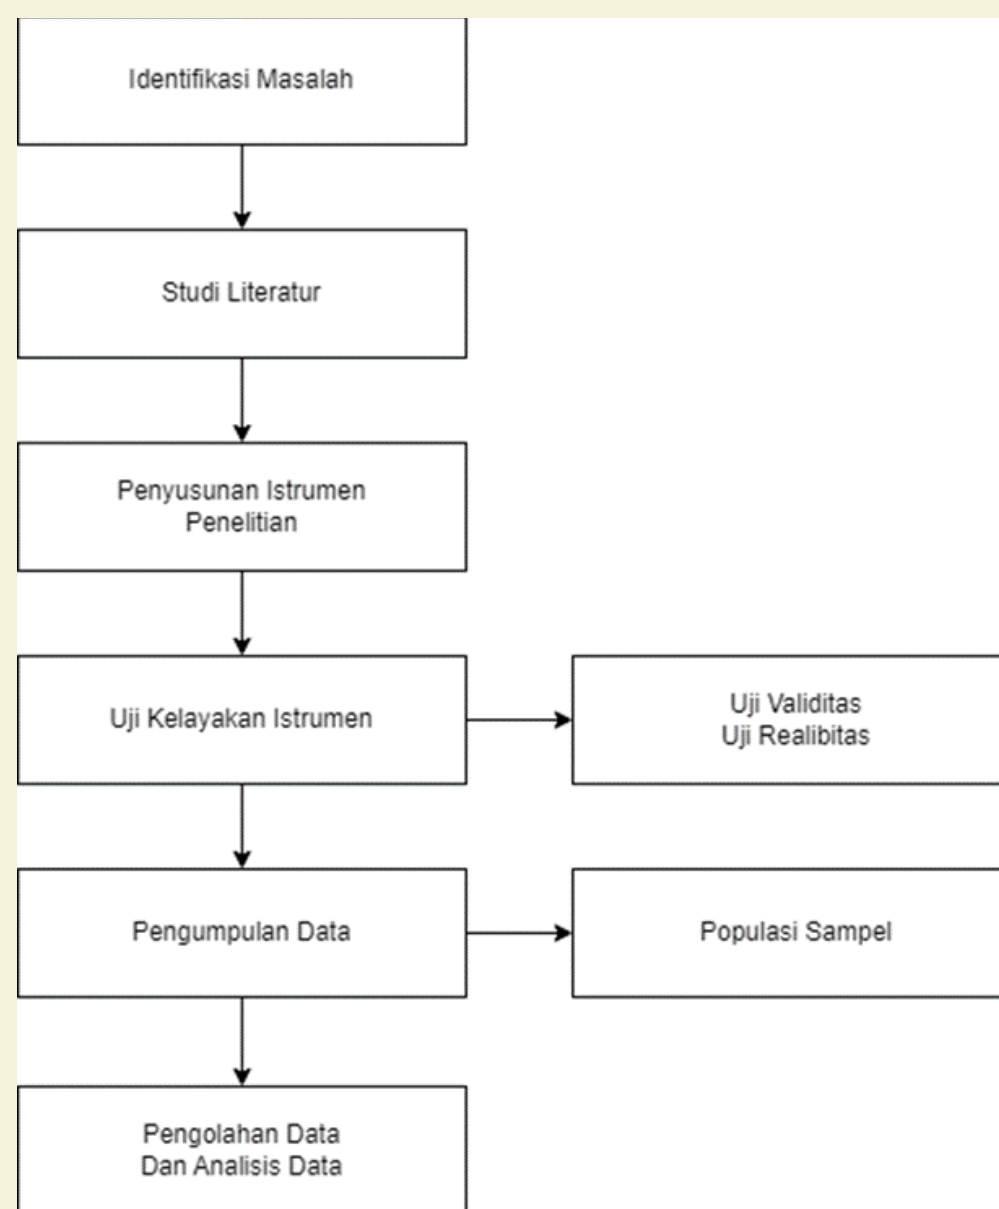 Identifikasi Masalah
Studi Literatur
Penyusunan Istrumen
Penelitian
Uji Kelayakan Istrumen
Uji Validitas
Uji Realibitas
Pengumpulan Data
Populasi Sampel
Pengolahan Data
Dan Analisis Data